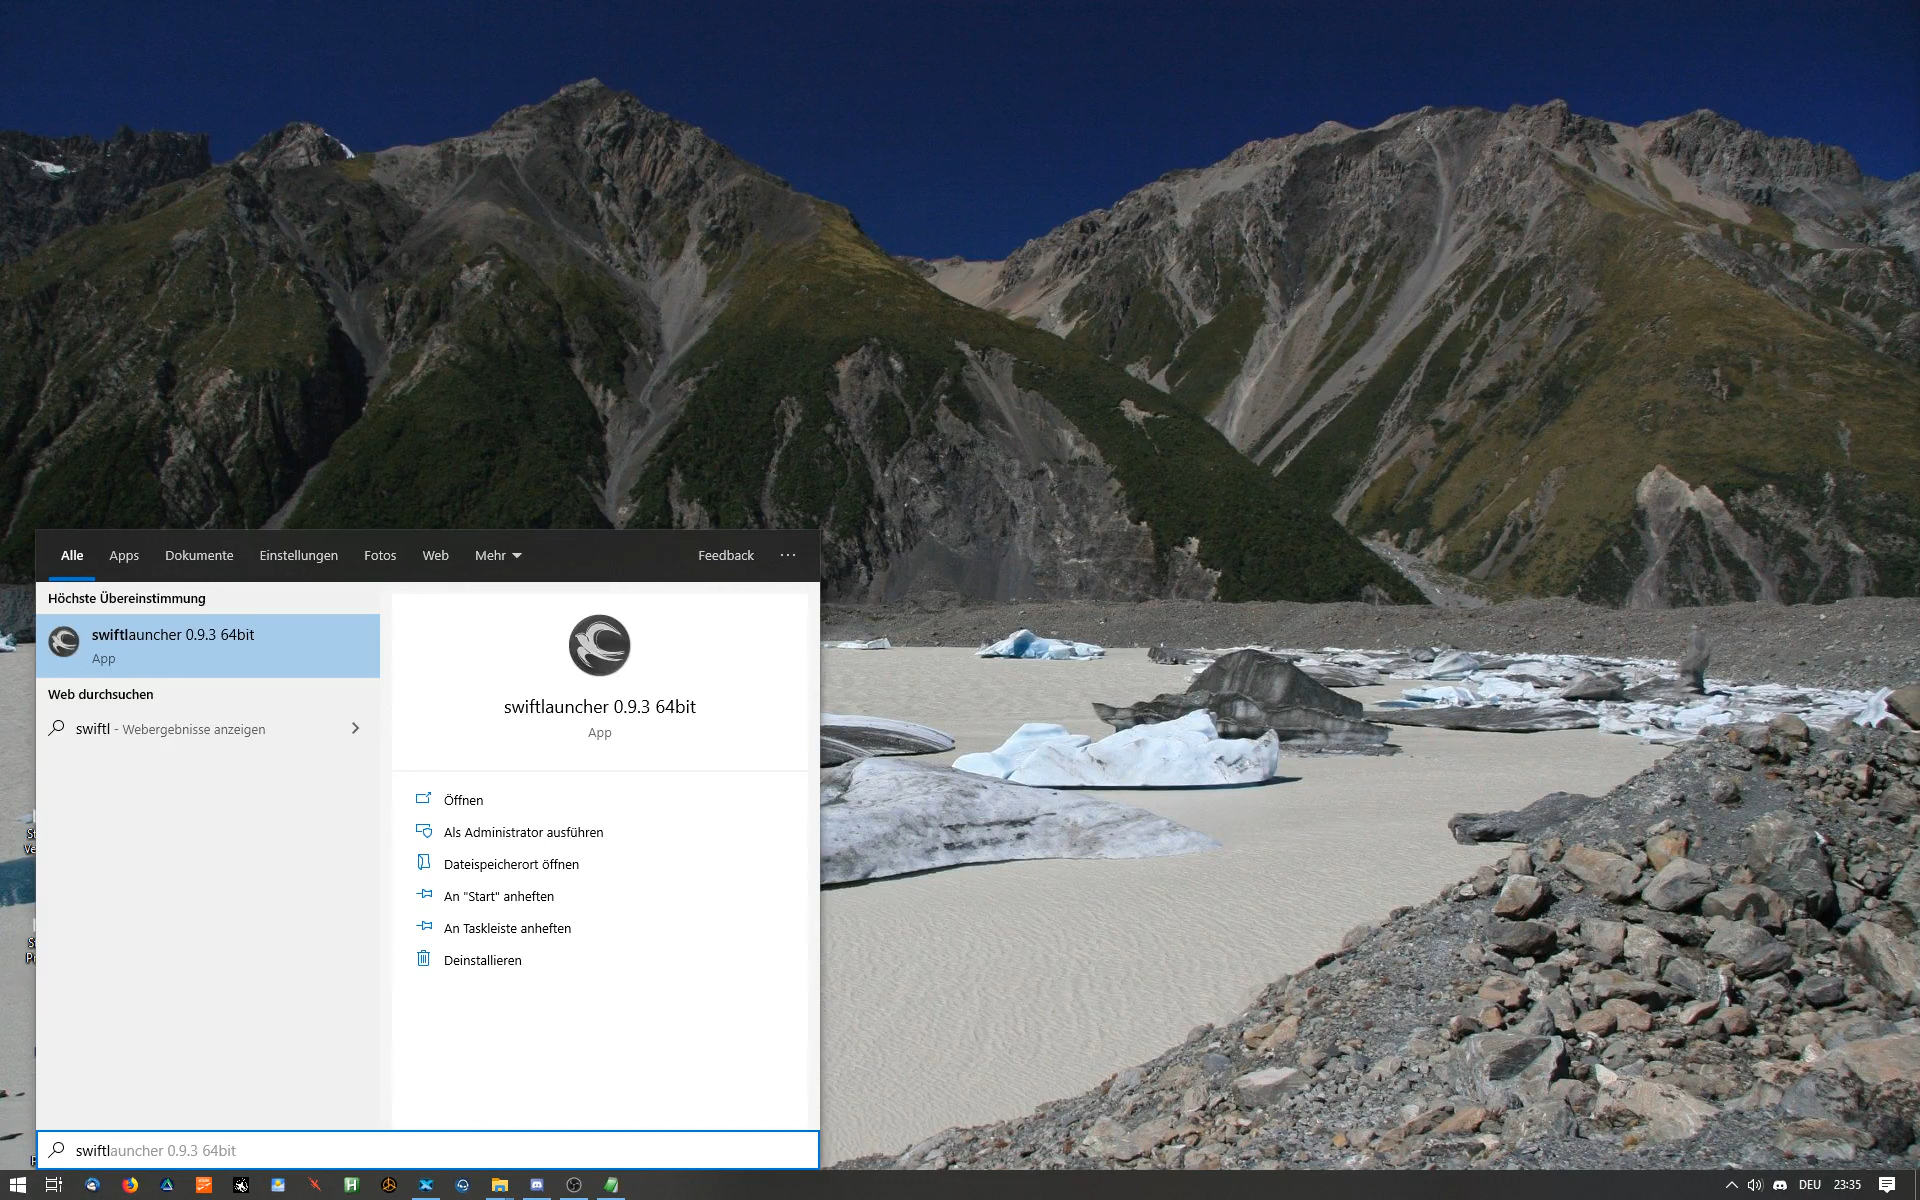 Alle Apps Dokumente Einstellungen Fotos Web Mehr Feedback ...
Höchste Übereinstimmung
swiftlauncher 0.9.3 64bit
App
Web durchsuchen
swiftl - Webergebnisse anzeigen
swiftlauncher 0.9.3 64bit
App
Öffnen
Als Administrator ausführen
Dateispeicherort öffnen
An "Start" anheften
An Taskleiste anheften
Deinstallieren
swiftlauncher 0.9.3 64bit
DEU 23:35